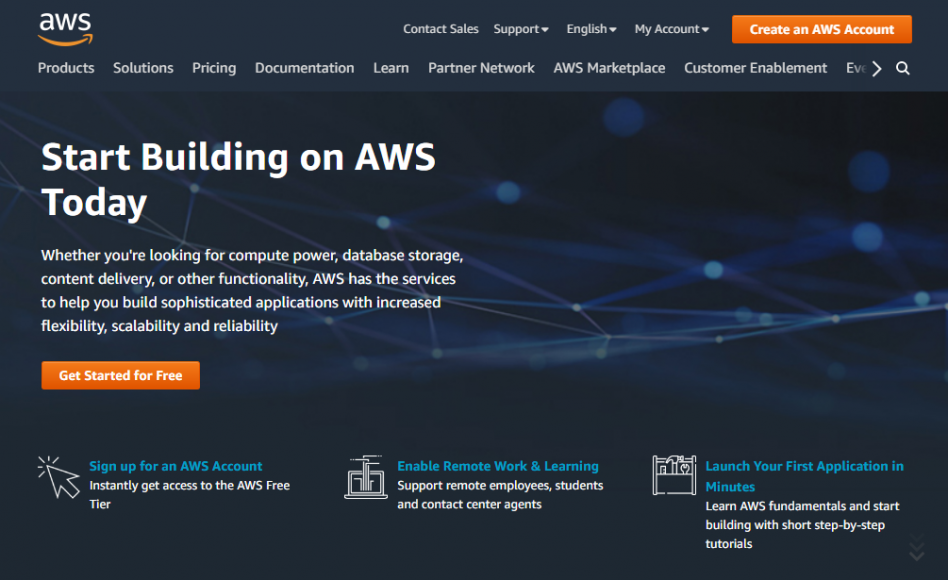 aws
Contact Sales Support English My Account Create an AWS Account
Products Solutions Pricing Documentation Learn Partner Network AWS Marketplace Customer Enablement
Start Building on AWS
Today
Whether you're looking for compute power, database storage,
content delivery, or other functionality, AWS has the services
to help you build sophisticated applications with increased
flexibility, scalability and reliability
Get Started for Free
Sign up for an AWS Account
Instantly get access to the AWS Free
Tier
Enable Remote Work & Learning
Support remote employees, students
and contact center agents
Launch Your First Application in
Minutes
Learn AWS fundamentals and start
building with short step-by-step
tutorials